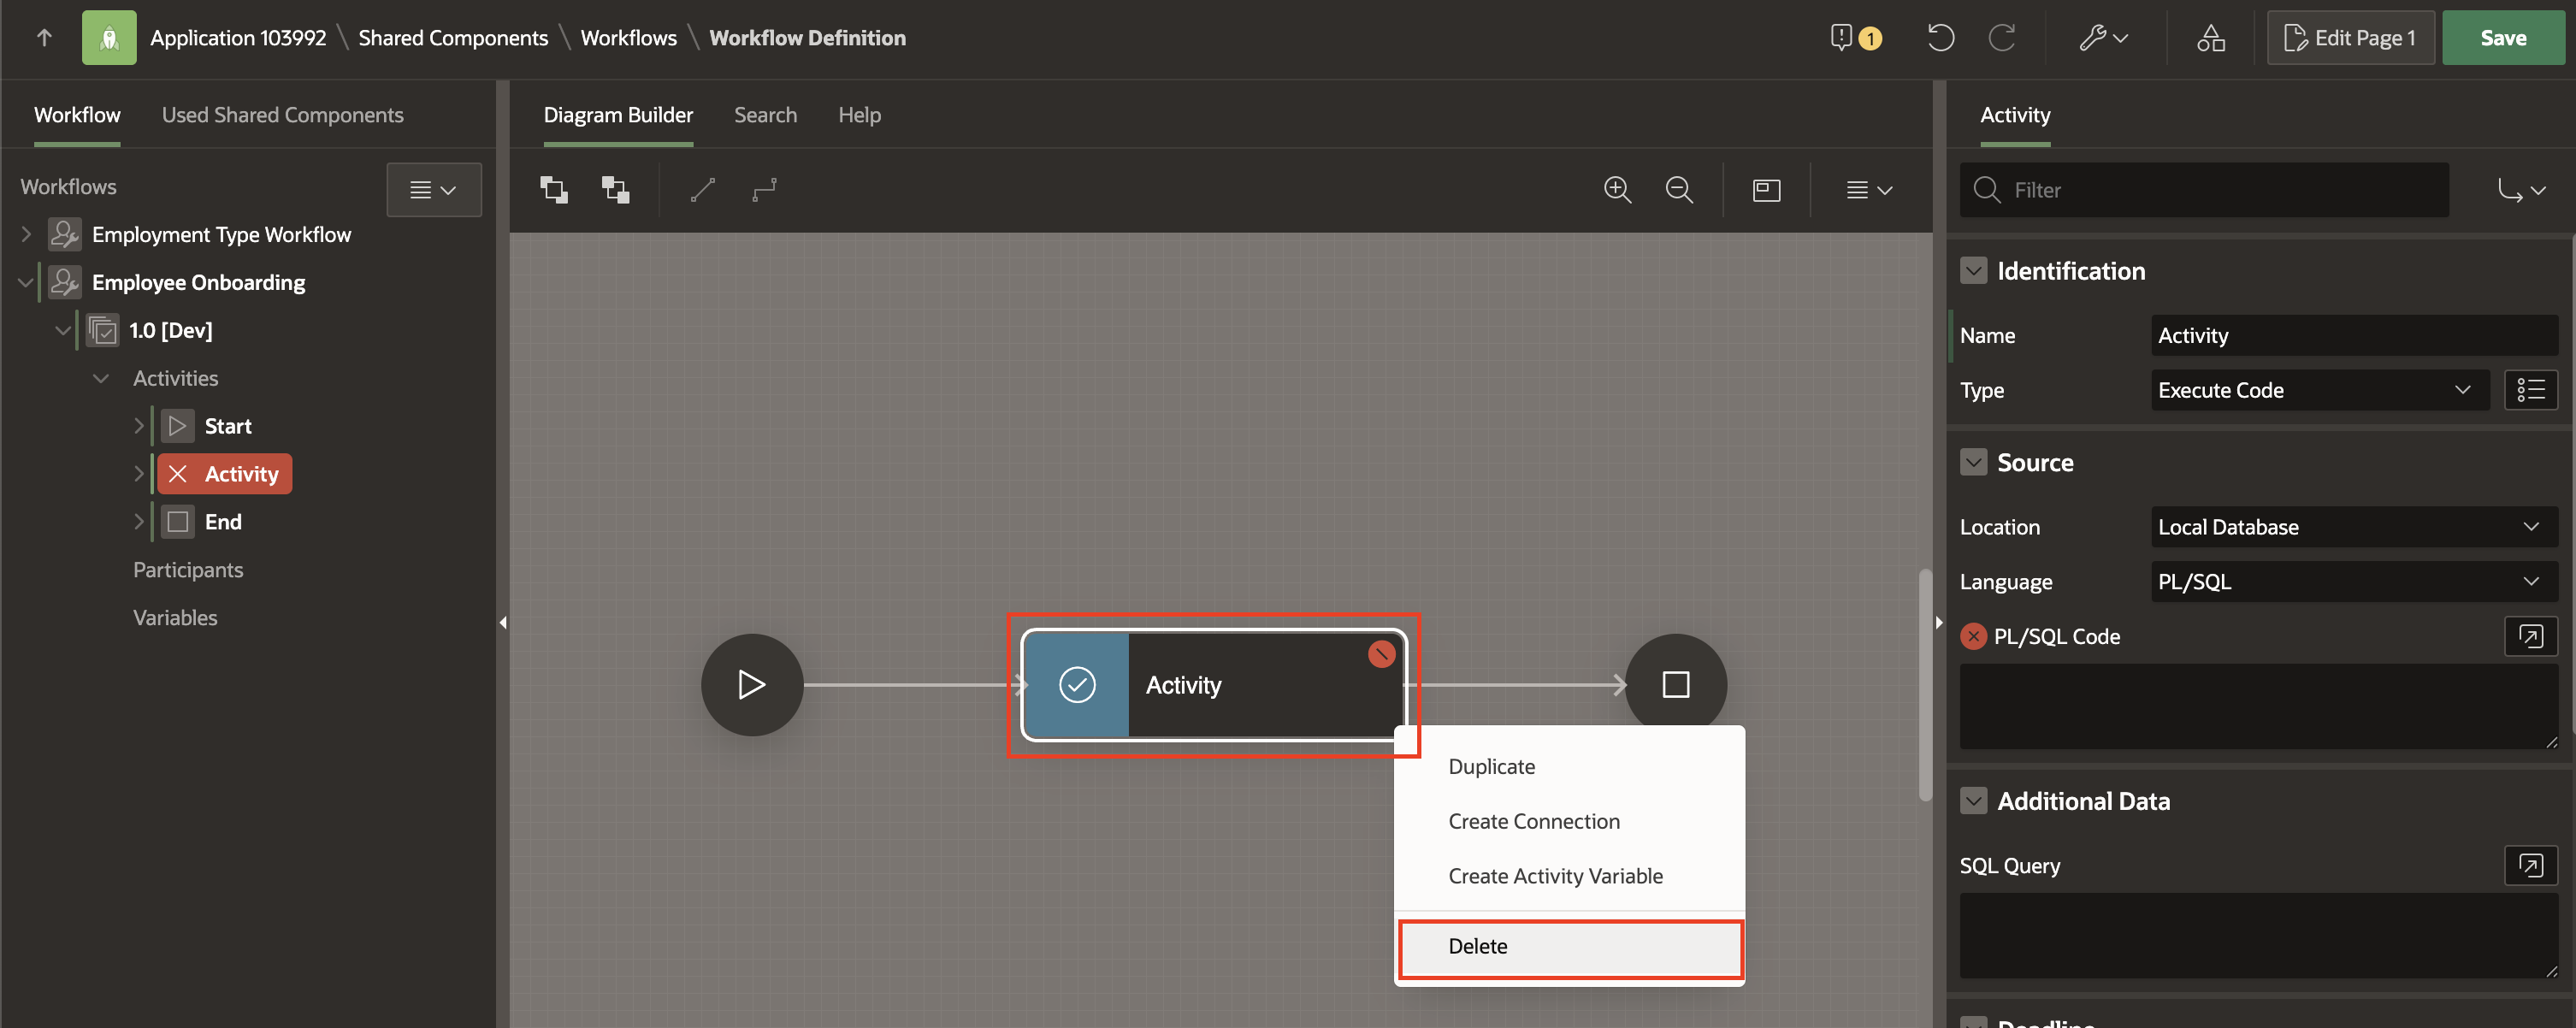 Application 103992 \ Shared Components \ Workflows \ Workflow Definition
1
Edit Page 1
Save
Workflow
Used Shared Components
Workflows
Employment Type Workflow
Employee Onboarding
1.0 [Dev]
Activities
Start
Activity
End
Participants
Variables
Diagram Builder
Search
Help
Activity
Duplicate
Create Connection
Create Activity Variable
Delete
Activity
Filter
Identification
Name
Activity
Type
Execute Code
Source
Location
Local Database
Language
PL/SQL
PL/SQL Code
Additional Data
SQL Query
Deadline